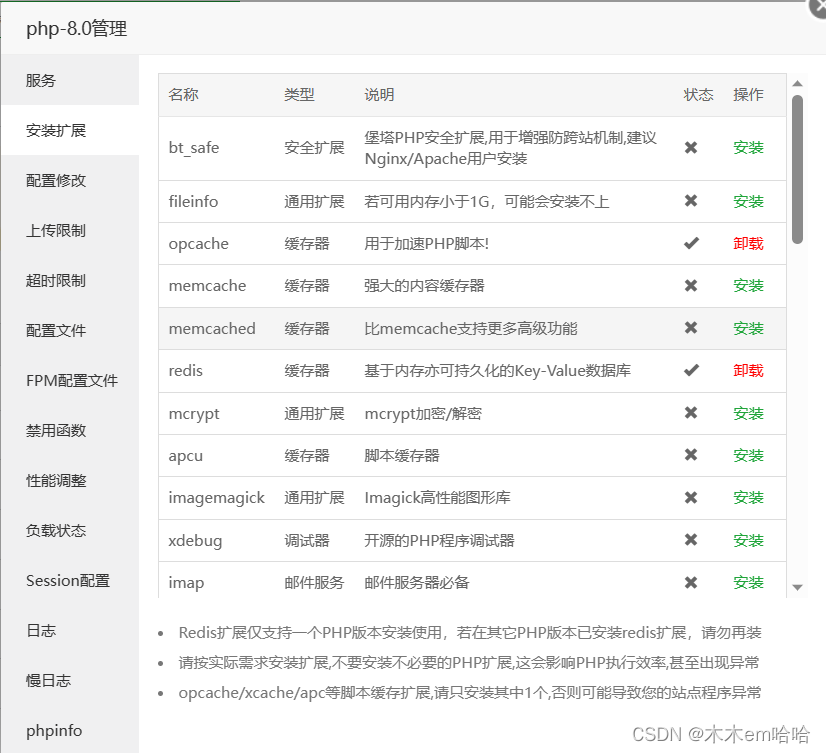 php-8.0管理
服务
安装扩展
配置修改
上传限制
超时限制
配置文件
FPM配置文件
禁用函数
性能调整
负载状态
Session配置
日志
慢日志
phpinfo
名称 类型 说明 状态 操作
bt_safe 安全扩展 堡塔PHP安全扩展,用于增强防跨站机制,建议
Nginx/Apache用户安装 安装
fileinfo 通用扩展 若可用内存小于1G，可能会安装不上 安装
opcache 缓存器 用于加速PHP脚本! 卸载
memcache 缓存器 强大的内容缓存器 安装
memcached 缓存器 比memcache支持更多高级功能 安装
redis 缓存器 基于内存亦可持久化的Key-Value数据库 卸载
mcrypt 通用扩展 mcrypt加密/解密 安装
apcu 缓存器 脚本缓存器 安装
imagemagick 通用扩展 Imagick高性能图形库 安装
xdebug 调试器 开源的PHP程序调试器 安装
imap 邮件服务 邮件服务器必备 安装
Redis扩展仅支持一个PHP版本安装使用，若在其它PHP版本已安装redis扩展，请勿再装
请按实际需求安装扩展,不要安装不必要的PHP扩展,这会影响PHP执行效率,甚至出现异常
opcache/xcache/apc等脚本缓存扩展,请只安装其中1个,否则可能导致您的站点程序异常
CSDN @木木em哈哈